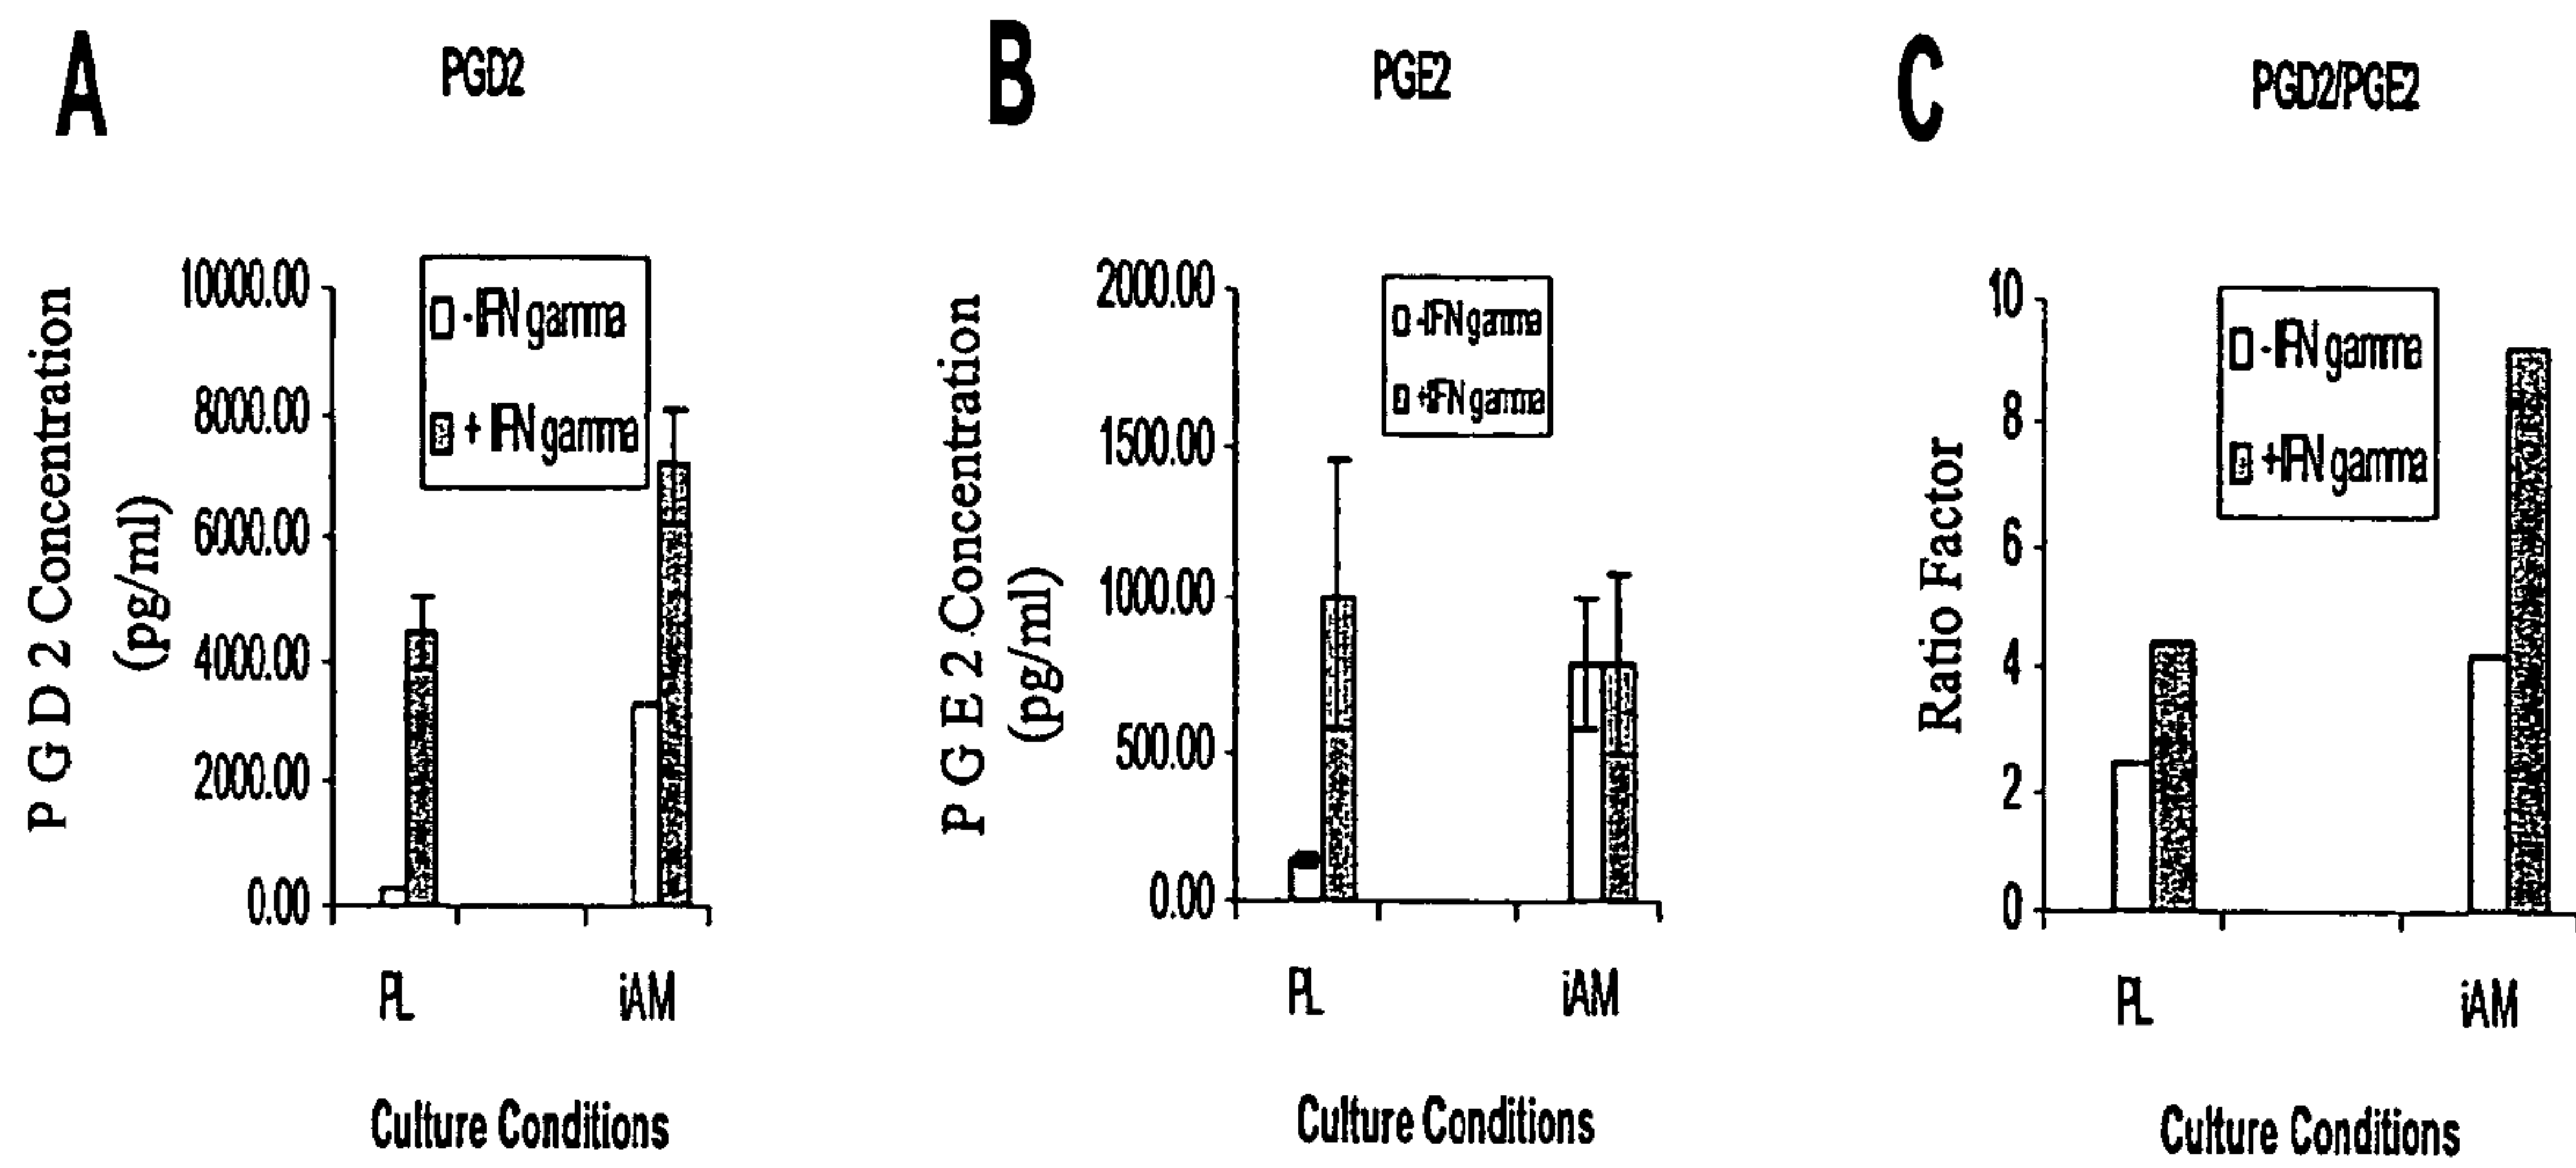 A
PGD2
P G D 2 Concentration
(pg/ml)
10000.00
8000.00
6000.00
4000.00
2000.00
0.00
-IFN gamma
+ IFN gamma
PL
iAM
Culture Conditions
B
PGE2
P G E 2 Concentration
(pg/ml)
2000.00
1500.00
1000.00
500.00
0.00
-IFN gamma
+IFN gamma
PL
iAM
Culture Conditions
C
PGD2/PGE2
Ratio Factor
10
8
6
4
2
0
-IFN gamma
+IFN gamma
PL
iAM
Culture Conditions